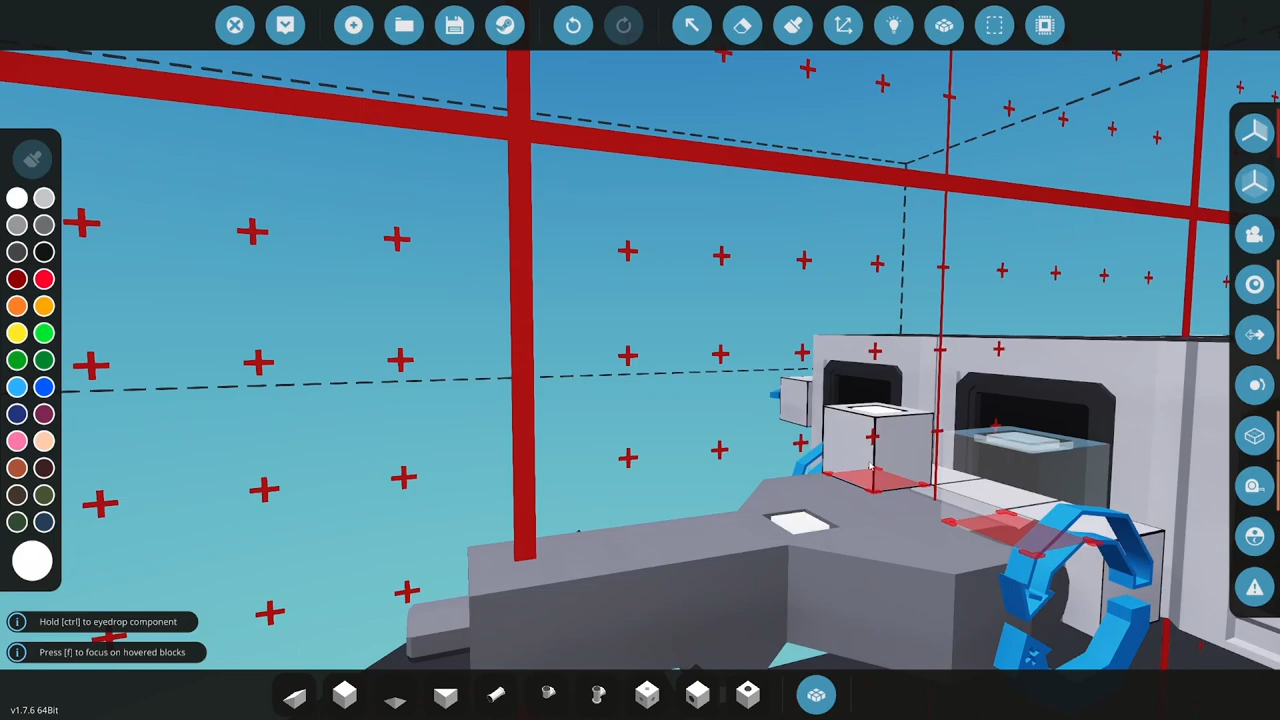 Hold [ctrl] to eyedrop component
Press [f] to focus on hovered blocks
v1.7.6 64Bit